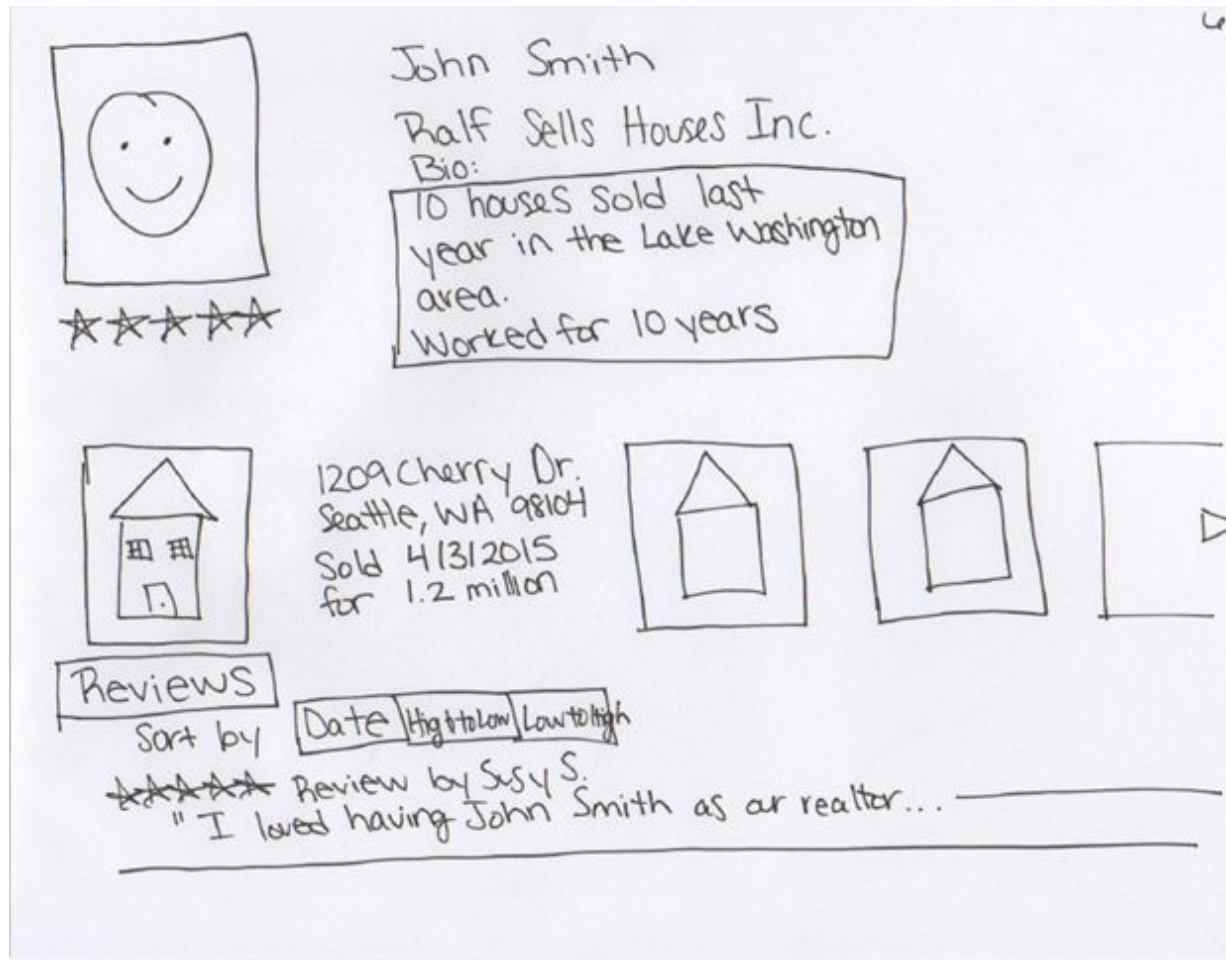 John Smith
Ralf Sells Houses Inc.
Bio:
10 houses sold last
year in the Lake Washington
area.
Worked for 10 years
1209 Cherry Dr.
Seattle, WA 98104
Sold 4/3/2015
for 1.2 million
Reviews
Sort by Date High to Low Low to High
Review by Susy S.
"I loved having John Smith as our realtor...